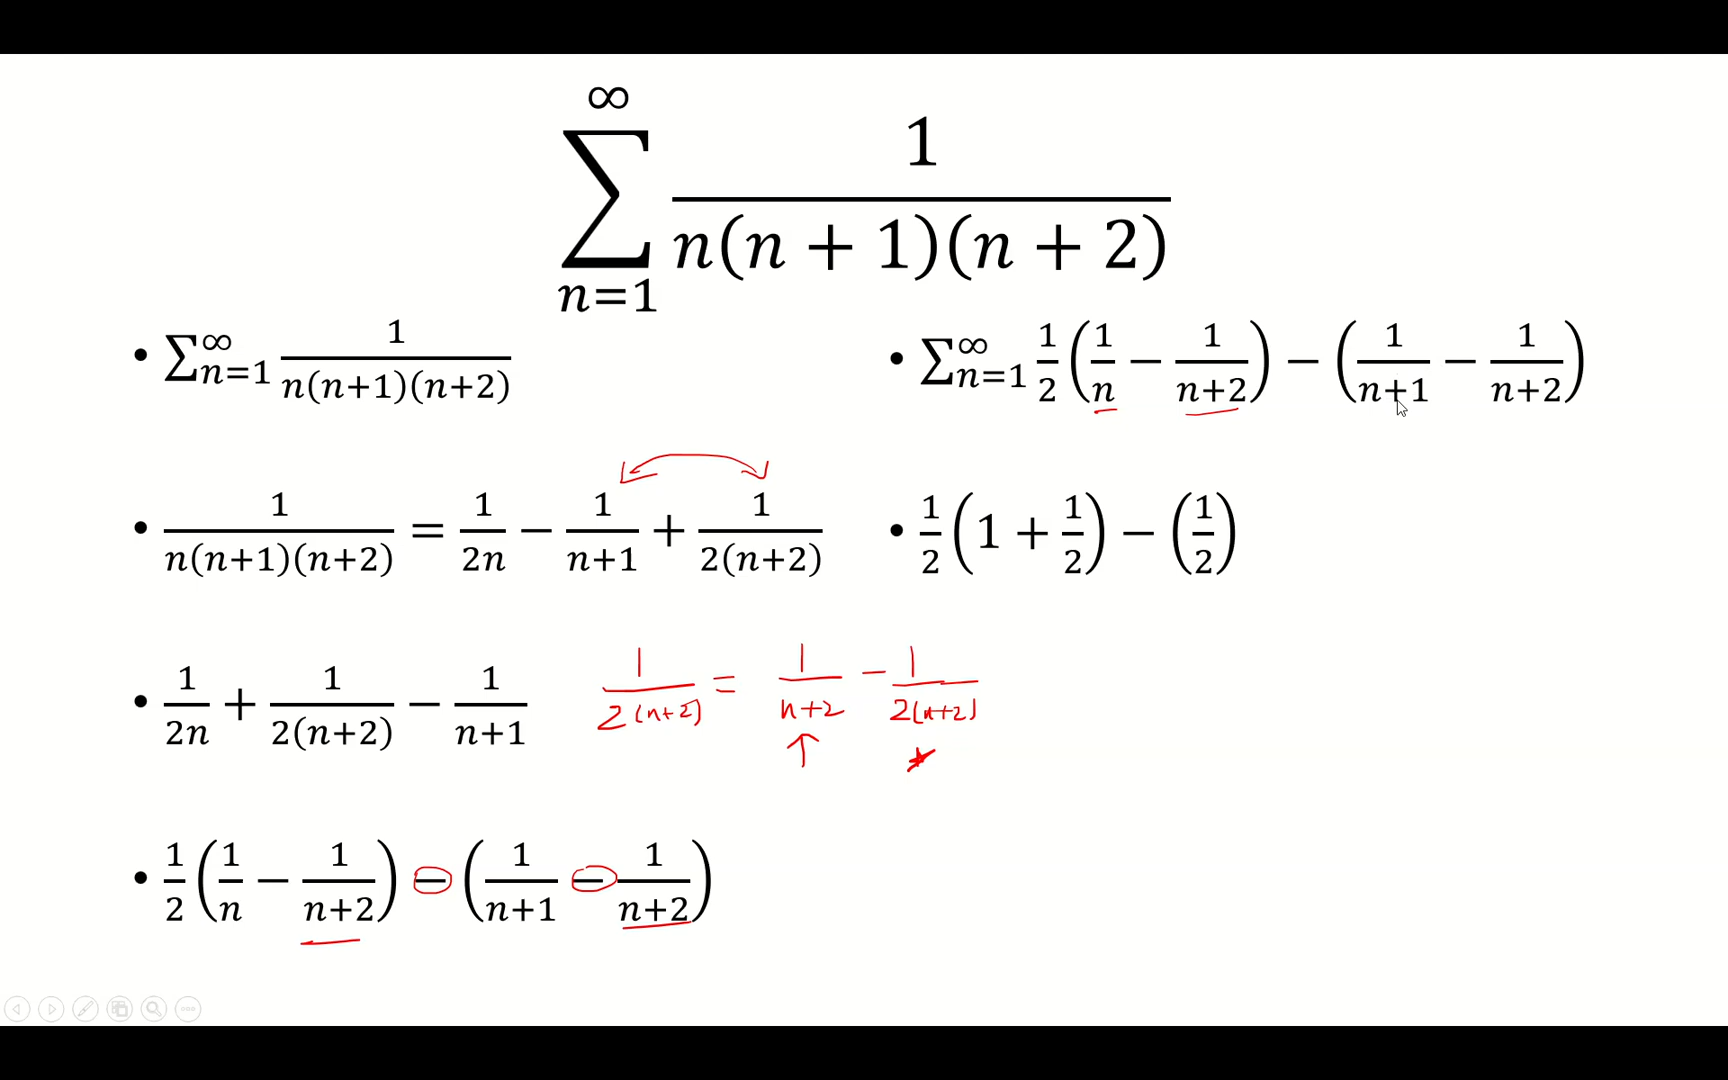 ∑_{n=1}^{∞} 1/(n(n + 1)(n + 2))
• ∑_{n=1}^{∞} 1/(n(n+1)(n+2))
• 1/(n(n+1)(n+2)) = 1/(2n) − 1/(n+1) + 1/(2(n+2))
• 1/(2n) + 1/(2(n+2)) − 1/(n+1)
1/(2(n+2)) = 1/(n+2) − 1/(2(n+2))
• 1/2 (1/n − 1/(n+2)) − (1/(n+1) − 1/(n+2))
• ∑_{n=1}^{∞} 1/2 (1/n − 1/(n+2)) − (1/(n+1) − 1/(n+2))
• 1/2 (1 + 1/2) − (1/2)